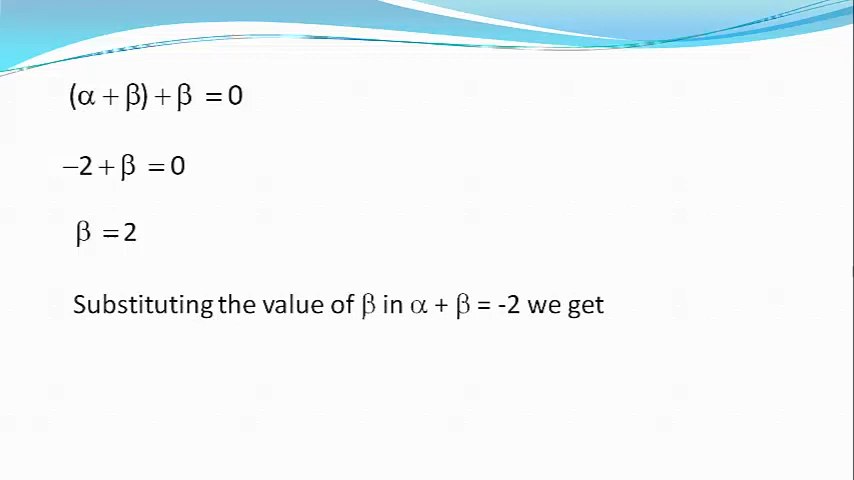 (α + β) + β = 0
−2 + β = 0
β = 2
Substituting the value of β in α + β = -2 we get